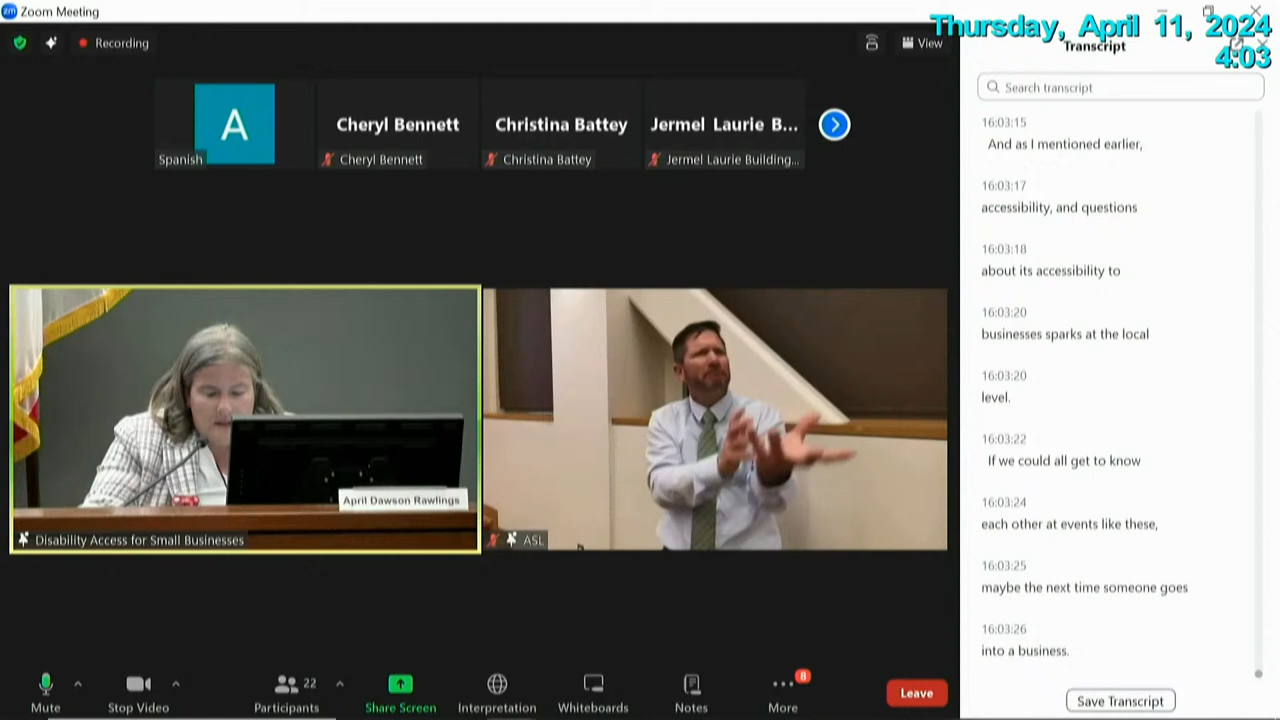 zm Zoom Meeting
Thursday, April 11, 2024
4:03
Recording
View
Transcript
Search transcript
A
Spanish
Cheryl Bennett
Cheryl Bennett
Christina Battey
Christina Battey
Jermel Laurie B...
Jermel Laurie Building...
16:03:15
And as I mentioned earlier,
16:03:17
accessibility, and questions
16:03:18
about its accessibility to
16:03:20
businesses sparks at the local
16:03:20
level.
16:03:22
If we could all get to know
16:03:24
each other at events like these,
16:03:25
maybe the next time someone goes
16:03:26
into a business.
April Dawson Rawlings
Disability Access for Small Businesses
ASL
Mute
Stop Video
22
Participants
Share Screen
Interpretation
Whiteboards
Notes
8
More
Leave
Save Transcript